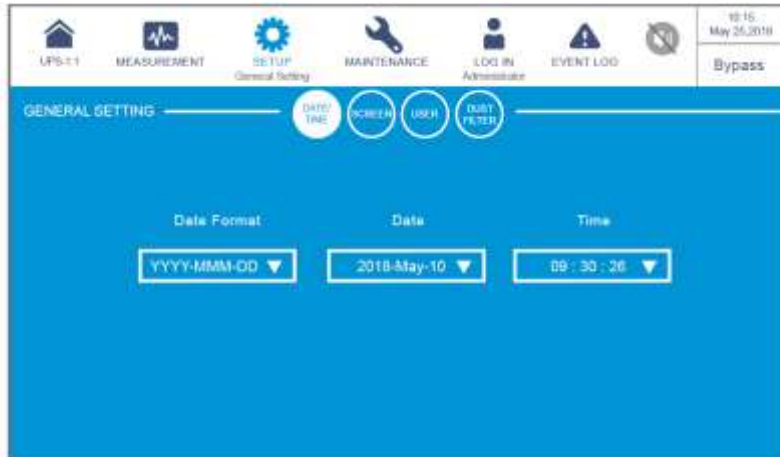 10:15
May 25,2018
UPS-1-1
MEASUREMENT
SETUP
MAINTENANCE
LOG IN
EVENT LOG
Bypass
General Setting
Administrator
GENERAL SETTING
DATE/
TIME
SCREEN
USER
DUST
FILTER
Date Format
Date
Time
YYYY-MMM-DD
2018-May-10
09 : 30 : 26